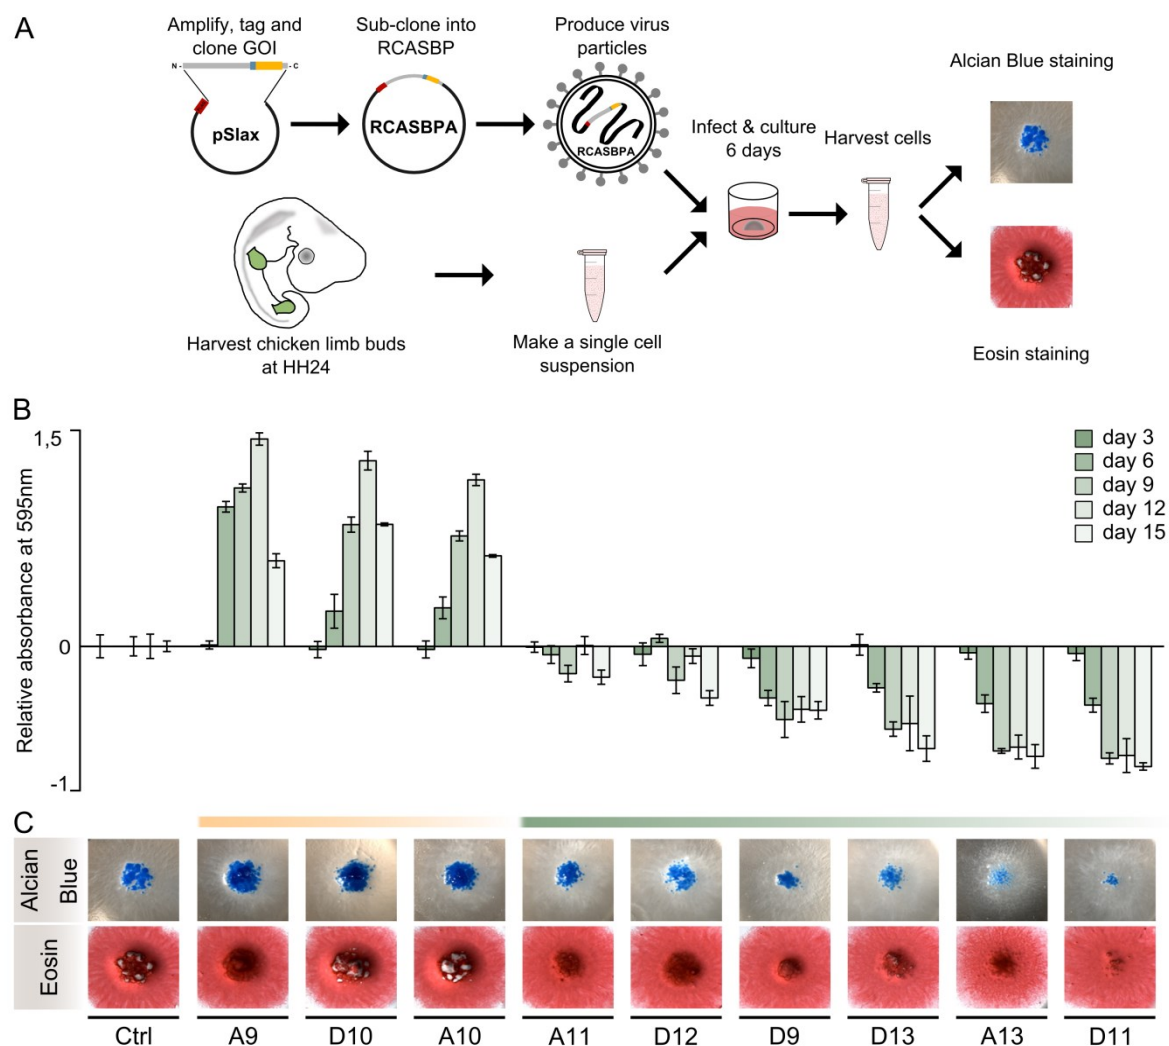 A
Amplify, tag and
clone GOI
N -
- C
pSlax
Sub-clone into
RCASBP
RCASBPA
Produce virus
particles
RCASBPA
Infect & culture
6 days
Harvest cells
Alcian Blue staining
Eosin staining
Harvest chicken limb buds
at HH24
Make a single cell
suspension
B
Relative absorbance at 595nm
1,5
0
-1
day 3
day 6
day 9
day 12
day 15
C
Alcian
Blue
Eosin
Ctrl
A9
D10
A10
A11
D12
D9
D13
A13
D11